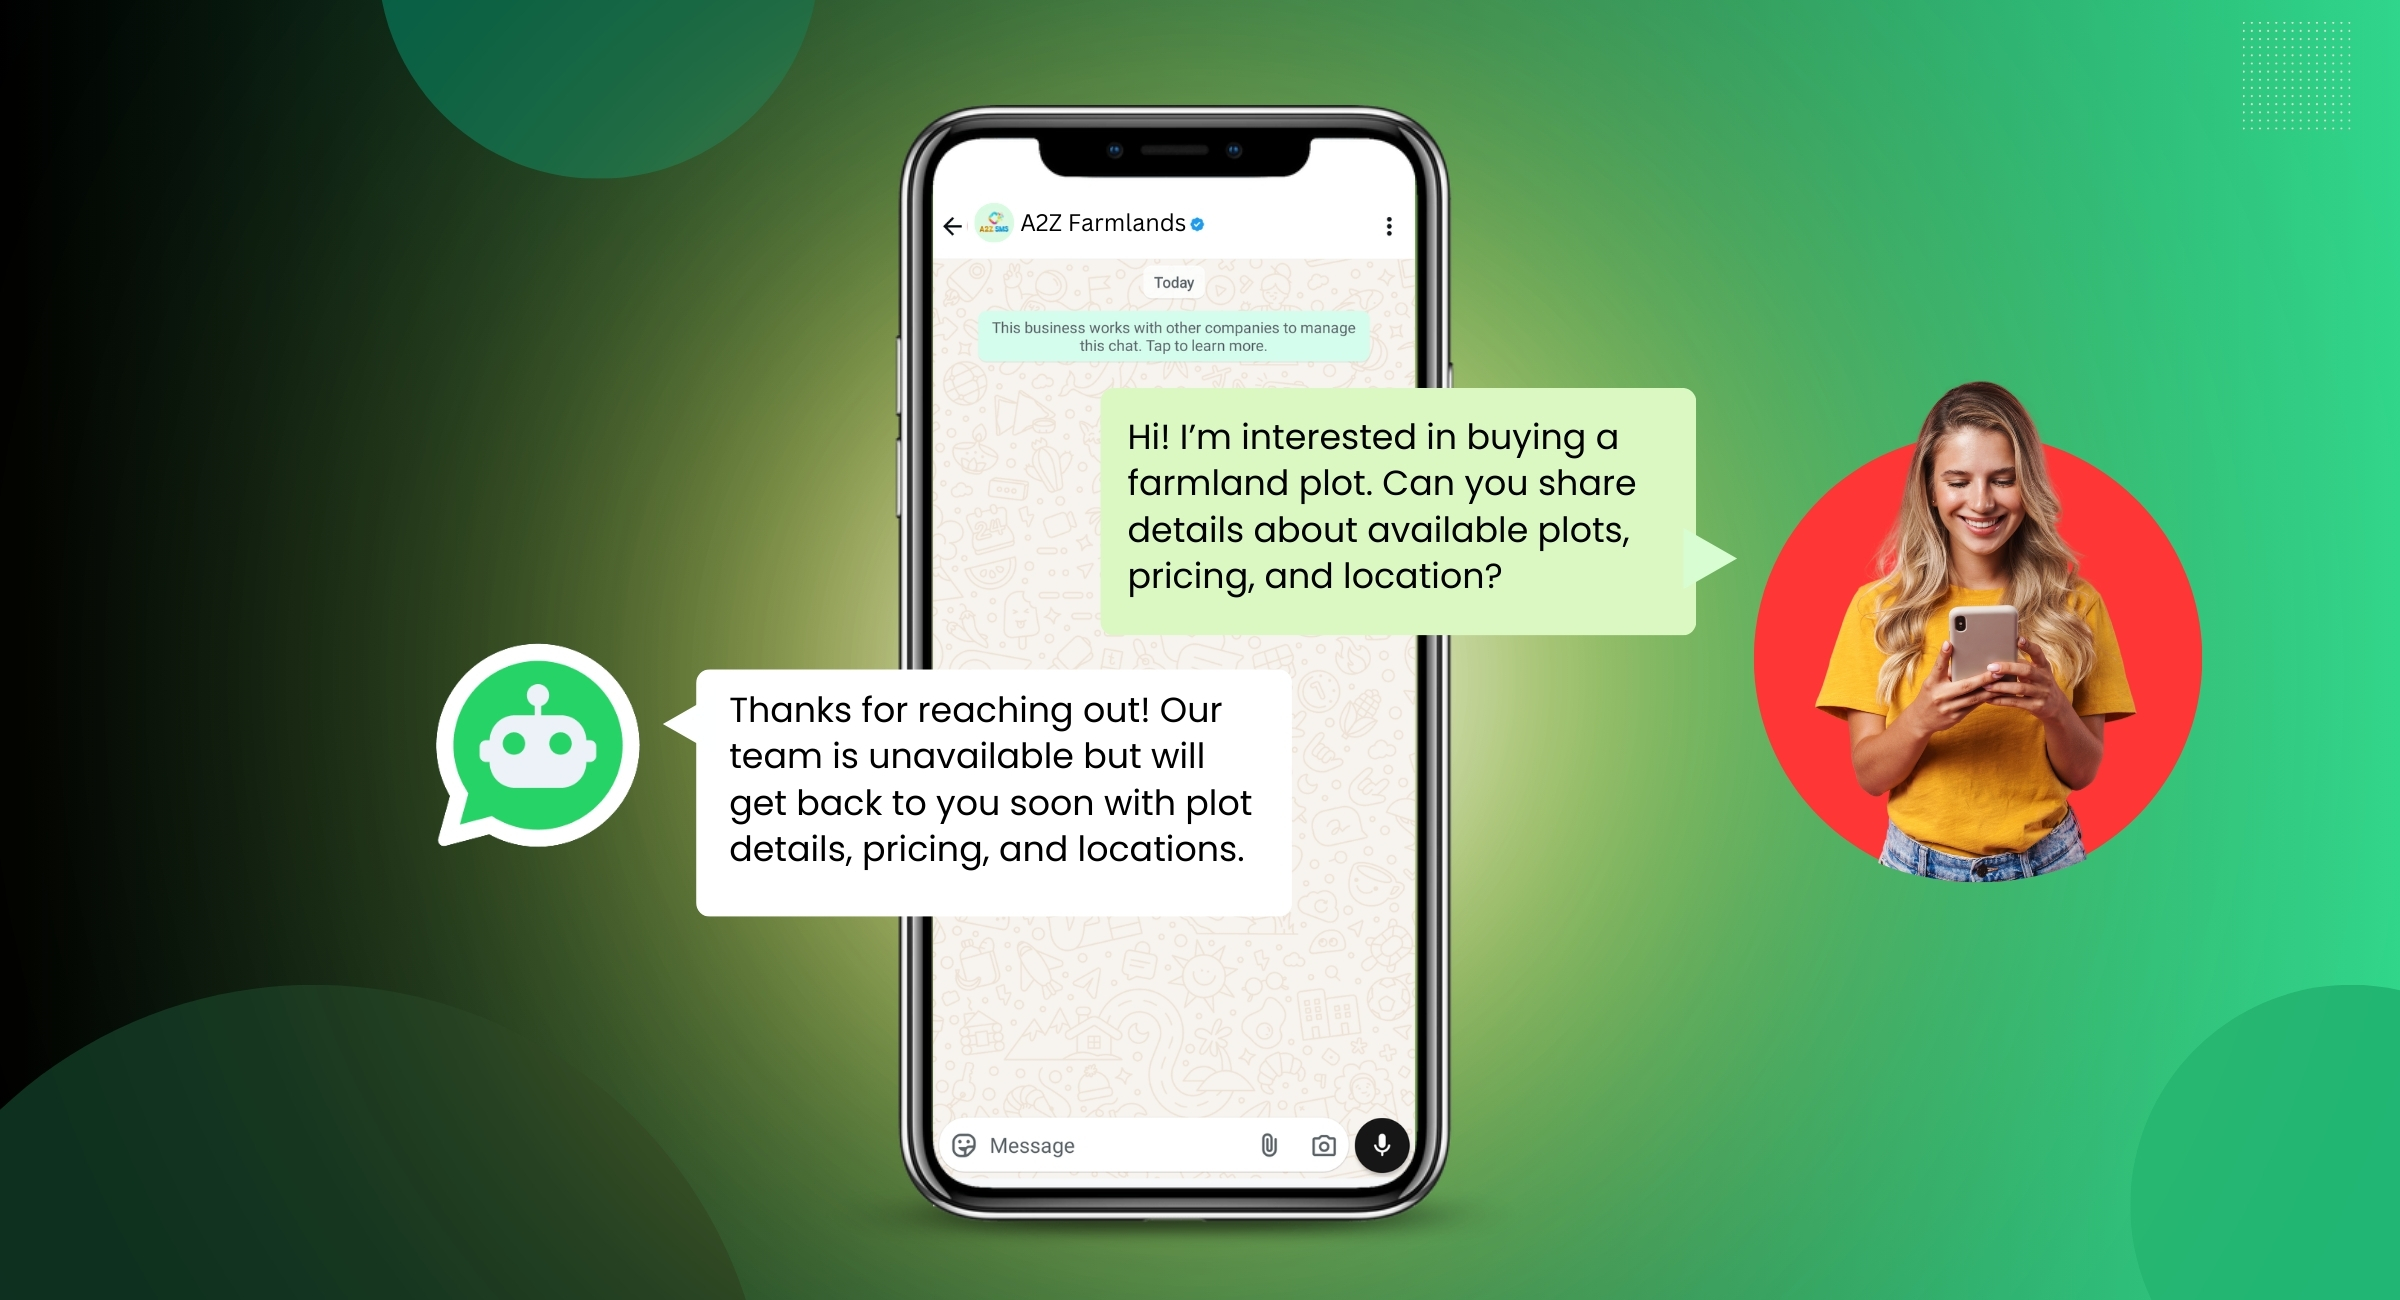 A2Z SMS
A2Z Farmlands
Today
This business works with other companies to manage
this chat. Tap to learn more.
Hi! I’m interested in buying a
farmland plot. Can you share
details about available plots,
pricing, and location?
Thanks for reaching out! Our
team is unavailable but will
get back to you soon with plot
details, pricing, and locations.
Message